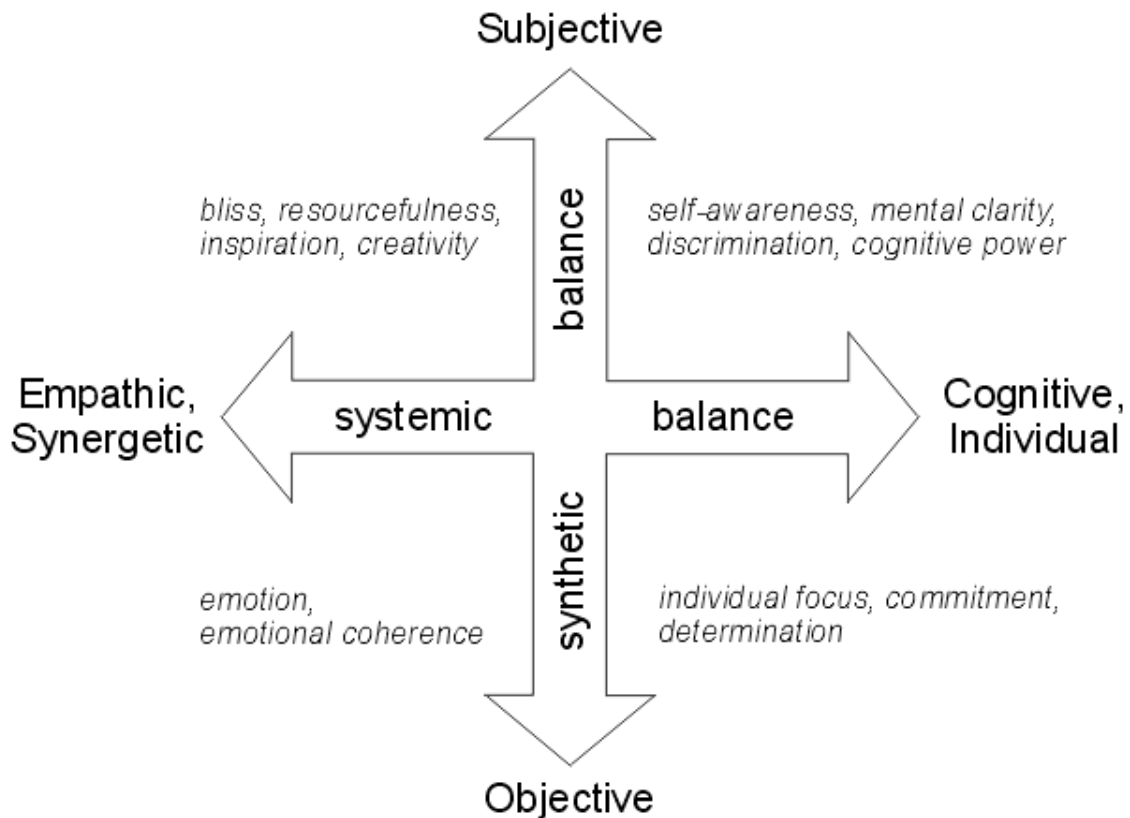 Subjective
bliss, resourcefulness,
inspiration, creativity
self-awareness, mental clarity,
discrimination, cognitive power
balance
Empathic,
Synergetic
systemic
balance
Cognitive,
Individual
synthetic
emotion,
emotional coherence
individual focus, commitment,
determination
Objective